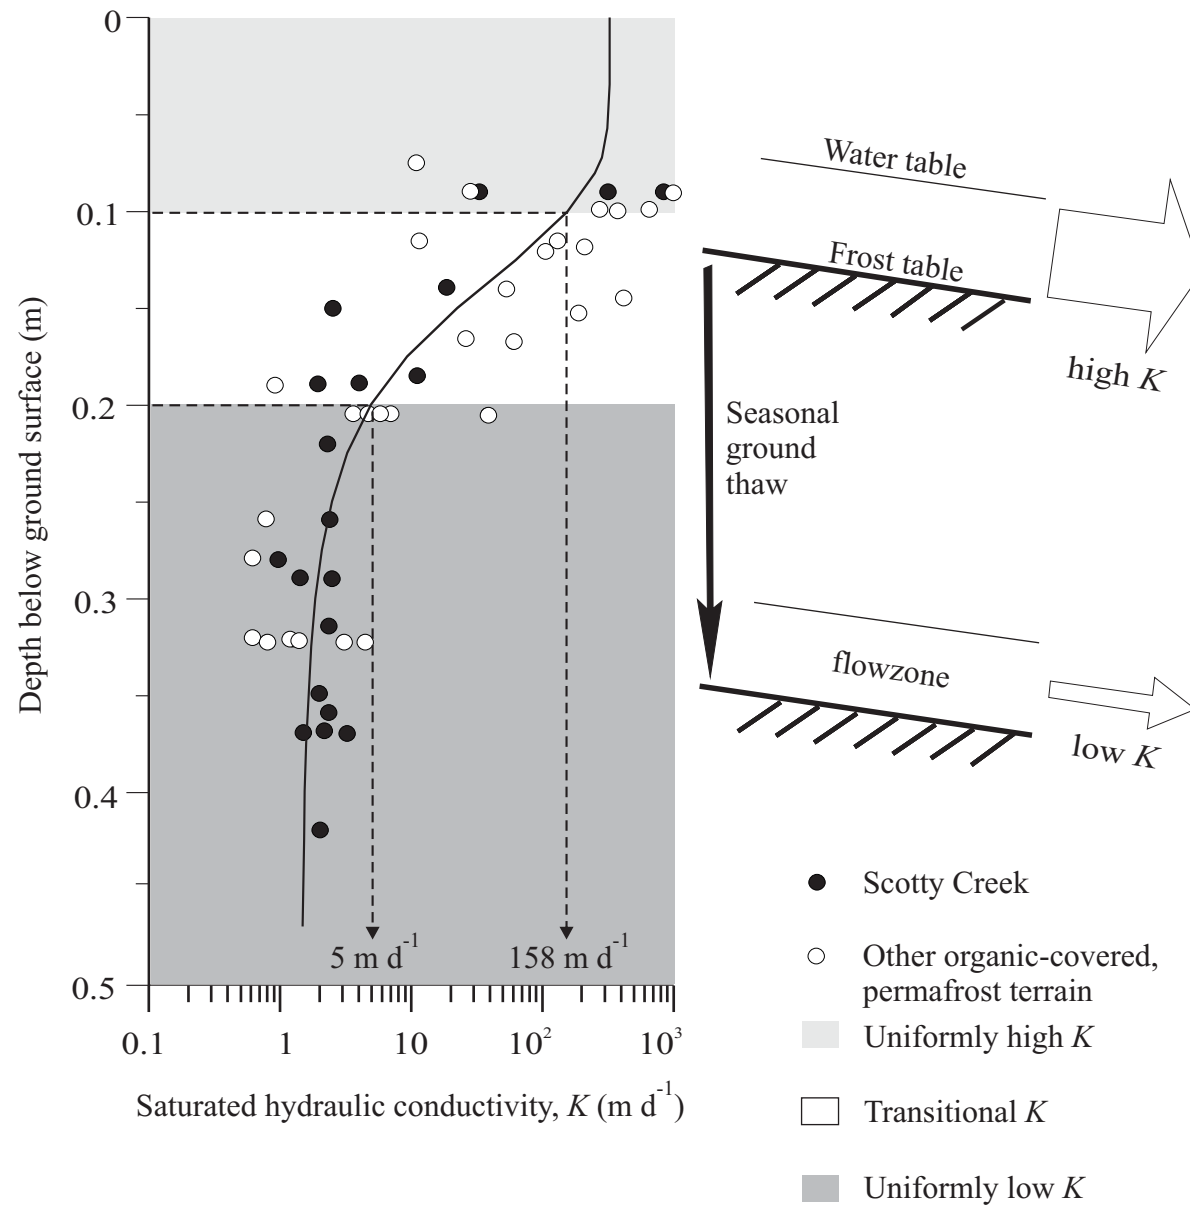 0
0.1
0.2
0.3
0.4
0.5
Depth below ground surface (m)
5 m d⁻¹
158 m d⁻¹
0.1
1
10
10²
10³
Saturated hydraulic conductivity, K (m d⁻¹)
Water table
Frost table
high K
Seasonal
ground
thaw
flowzone
low K
Scotty Creek
Other organic-covered,
permafrost terrain
Uniformly high K
Transitional K
Uniformly low K